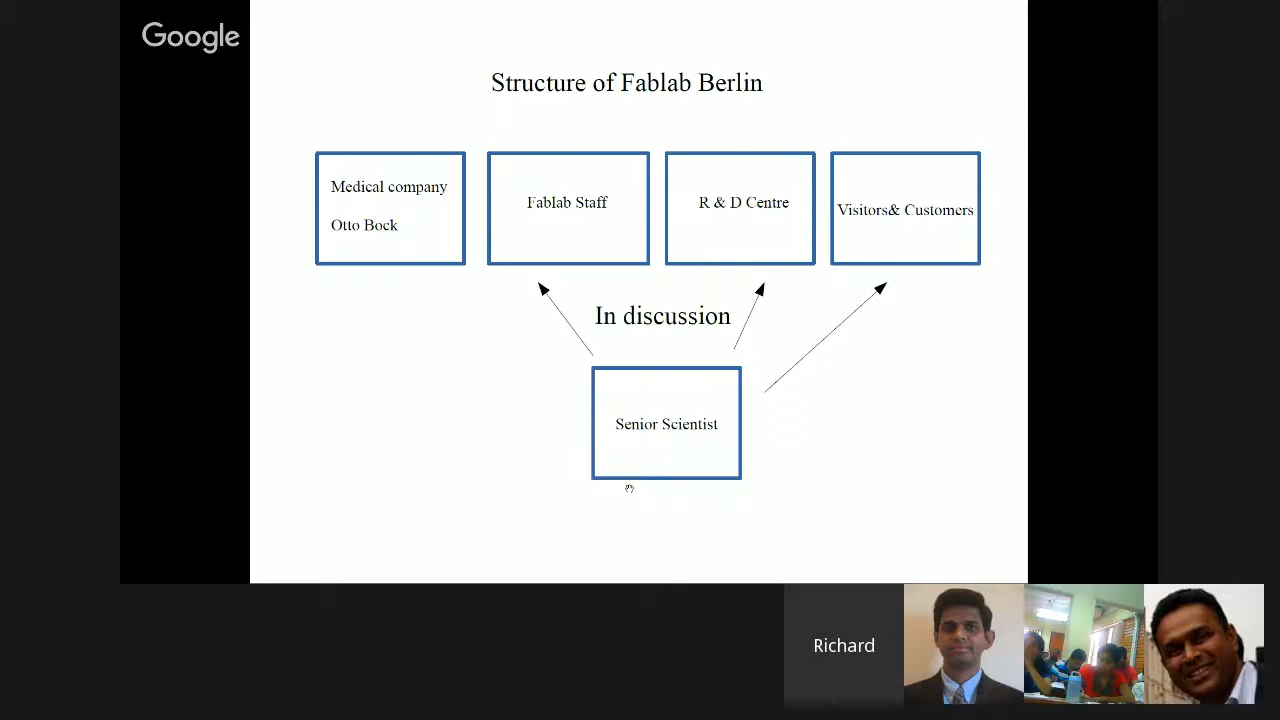 Google
Structure of Fablab Berlin
Medical company
Otto Bock
Fablab Staff
R & D Centre
Visitors& Customers
In discussion
Senior Scientist
Richard